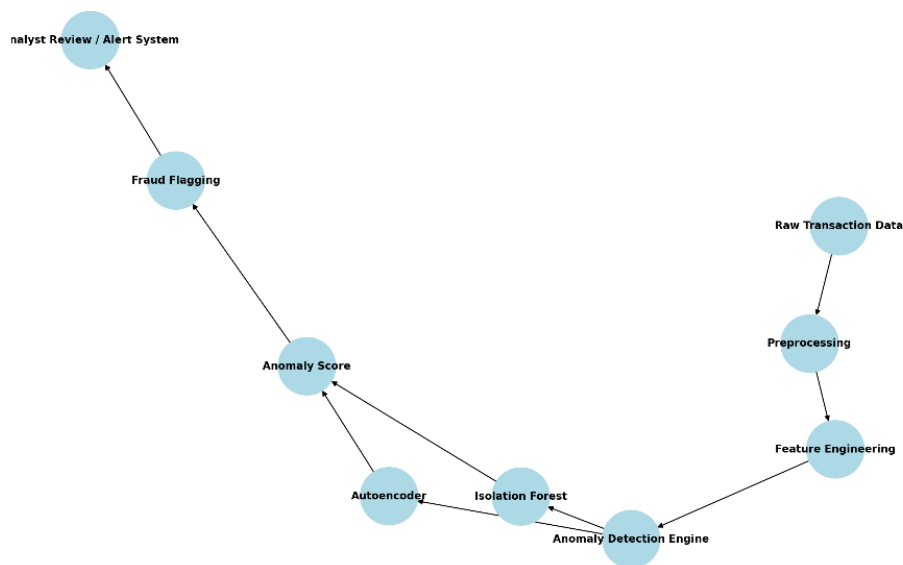 nalyst Review / Alert System
Fraud Flagging
Raw Transaction Data
Preprocessing
Anomaly Score
Feature Engineering
Autoencoder
Isolation Forest
Anomaly Detection Engine